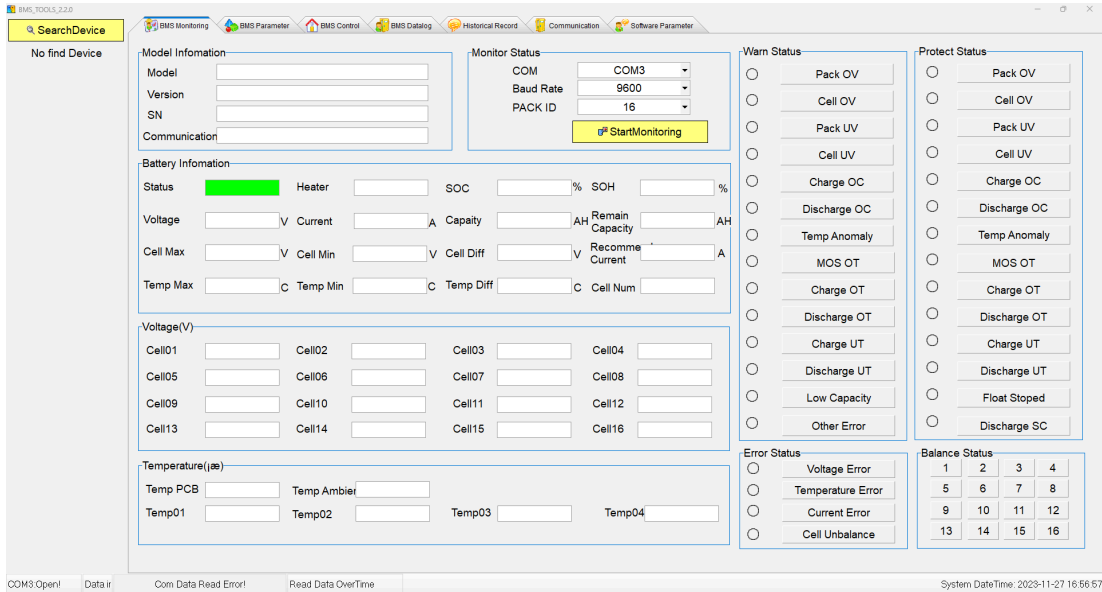 BMS_TOOLS_2.2.0
SearchDevice
No find Device
BMS Monitoring
BMS Parameter
BMS Control
BMS Datalog
Historical Record
Communication
Software Parameter
Model Infomation
Model
Version
SN
Communication
Monitor Status
COM COM3
Baud Rate 9600
PACK ID 16
StartMonitoring
Battery Infomation
Status Heater SOC % SOH %
Voltage V Current A Capaity AH Remain Capacity AH
Cell Max V Cell Min V Cell Diff V Recomme Current A
Temp Max C Temp Min C Temp Diff C Cell Num
Voltage(V)
Cell01 Cell02 Cell03 Cell04
Cell05 Cell06 Cell07 Cell08
Cell09 Cell10 Cell11 Cell12
Cell13 Cell14 Cell15 Cell16
Temperature(¡æ)
Temp PCB Temp Ambier
Temp01 Temp02 Temp03 Temp04
Warn Status
Pack OV
Cell OV
Pack UV
Cell UV
Charge OC
Discharge OC
Temp Anomaly
MOS OT
Charge OT
Discharge OT
Charge UT
Discharge UT
Low Capacity
Other Error
Protect Status
Pack OV
Cell OV
Pack UV
Cell UV
Charge OC
Discharge OC
Temp Anomaly
MOS OT
Charge OT
Discharge OT
Charge UT
Discharge UT
Float Stoped
Discharge SC
Error Status
Voltage Error
Temperature Error
Current Error
Cell Unbalance
Balance Status
1 2 3 4
5 6 7 8
9 10 11 12
13 14 15 16
COM3:Open! Data ir Com Data Read Error! Read Data OverTime System DateTime: 2023-11-27 16:56:57